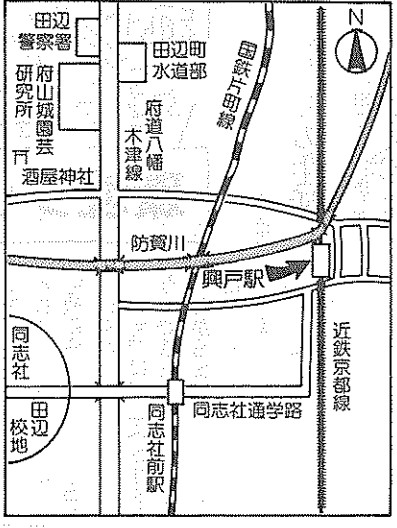 田辺
警察署
田辺町
水道部
N
国鉄片町線
府山城園芸
研究所
府道八幡
木津線
酒屋神社
防賀川
興戸駅
近鉄京都線
同志社
田辺
校地
同志社前駅
同志社通学路